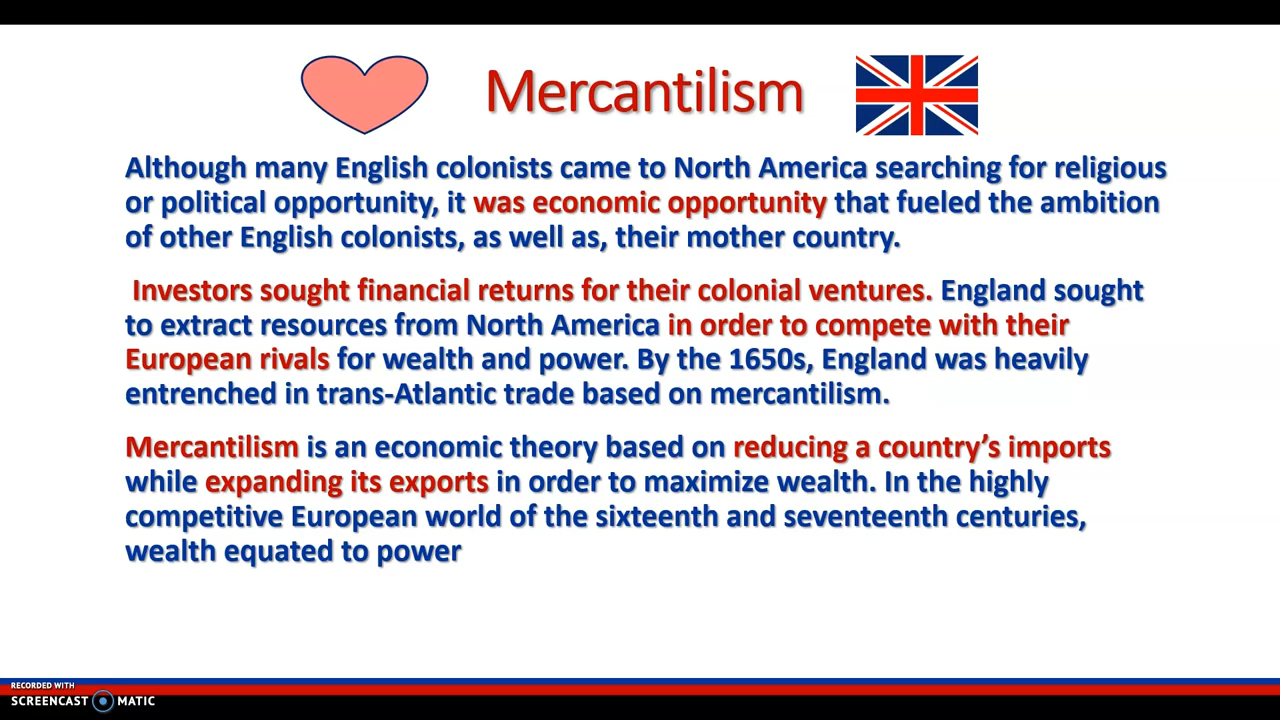 Mercantilism
Although many English colonists came to North America searching for religious
or political opportunity, it was economic opportunity that fueled the ambition
of other English colonists, as well as, their mother country.
Investors sought financial returns for their colonial ventures. England sought
to extract resources from North America in order to compete with their
European rivals for wealth and power. By the 1650s, England was heavily
entrenched in trans-Atlantic trade based on mercantilism.
Mercantilism is an economic theory based on reducing a country’s imports
while expanding its exports in order to maximize wealth. In the highly
competitive European world of the sixteenth and seventeenth centuries,
wealth equated to power
RECORDED WITH
SCREENCAST MATIC